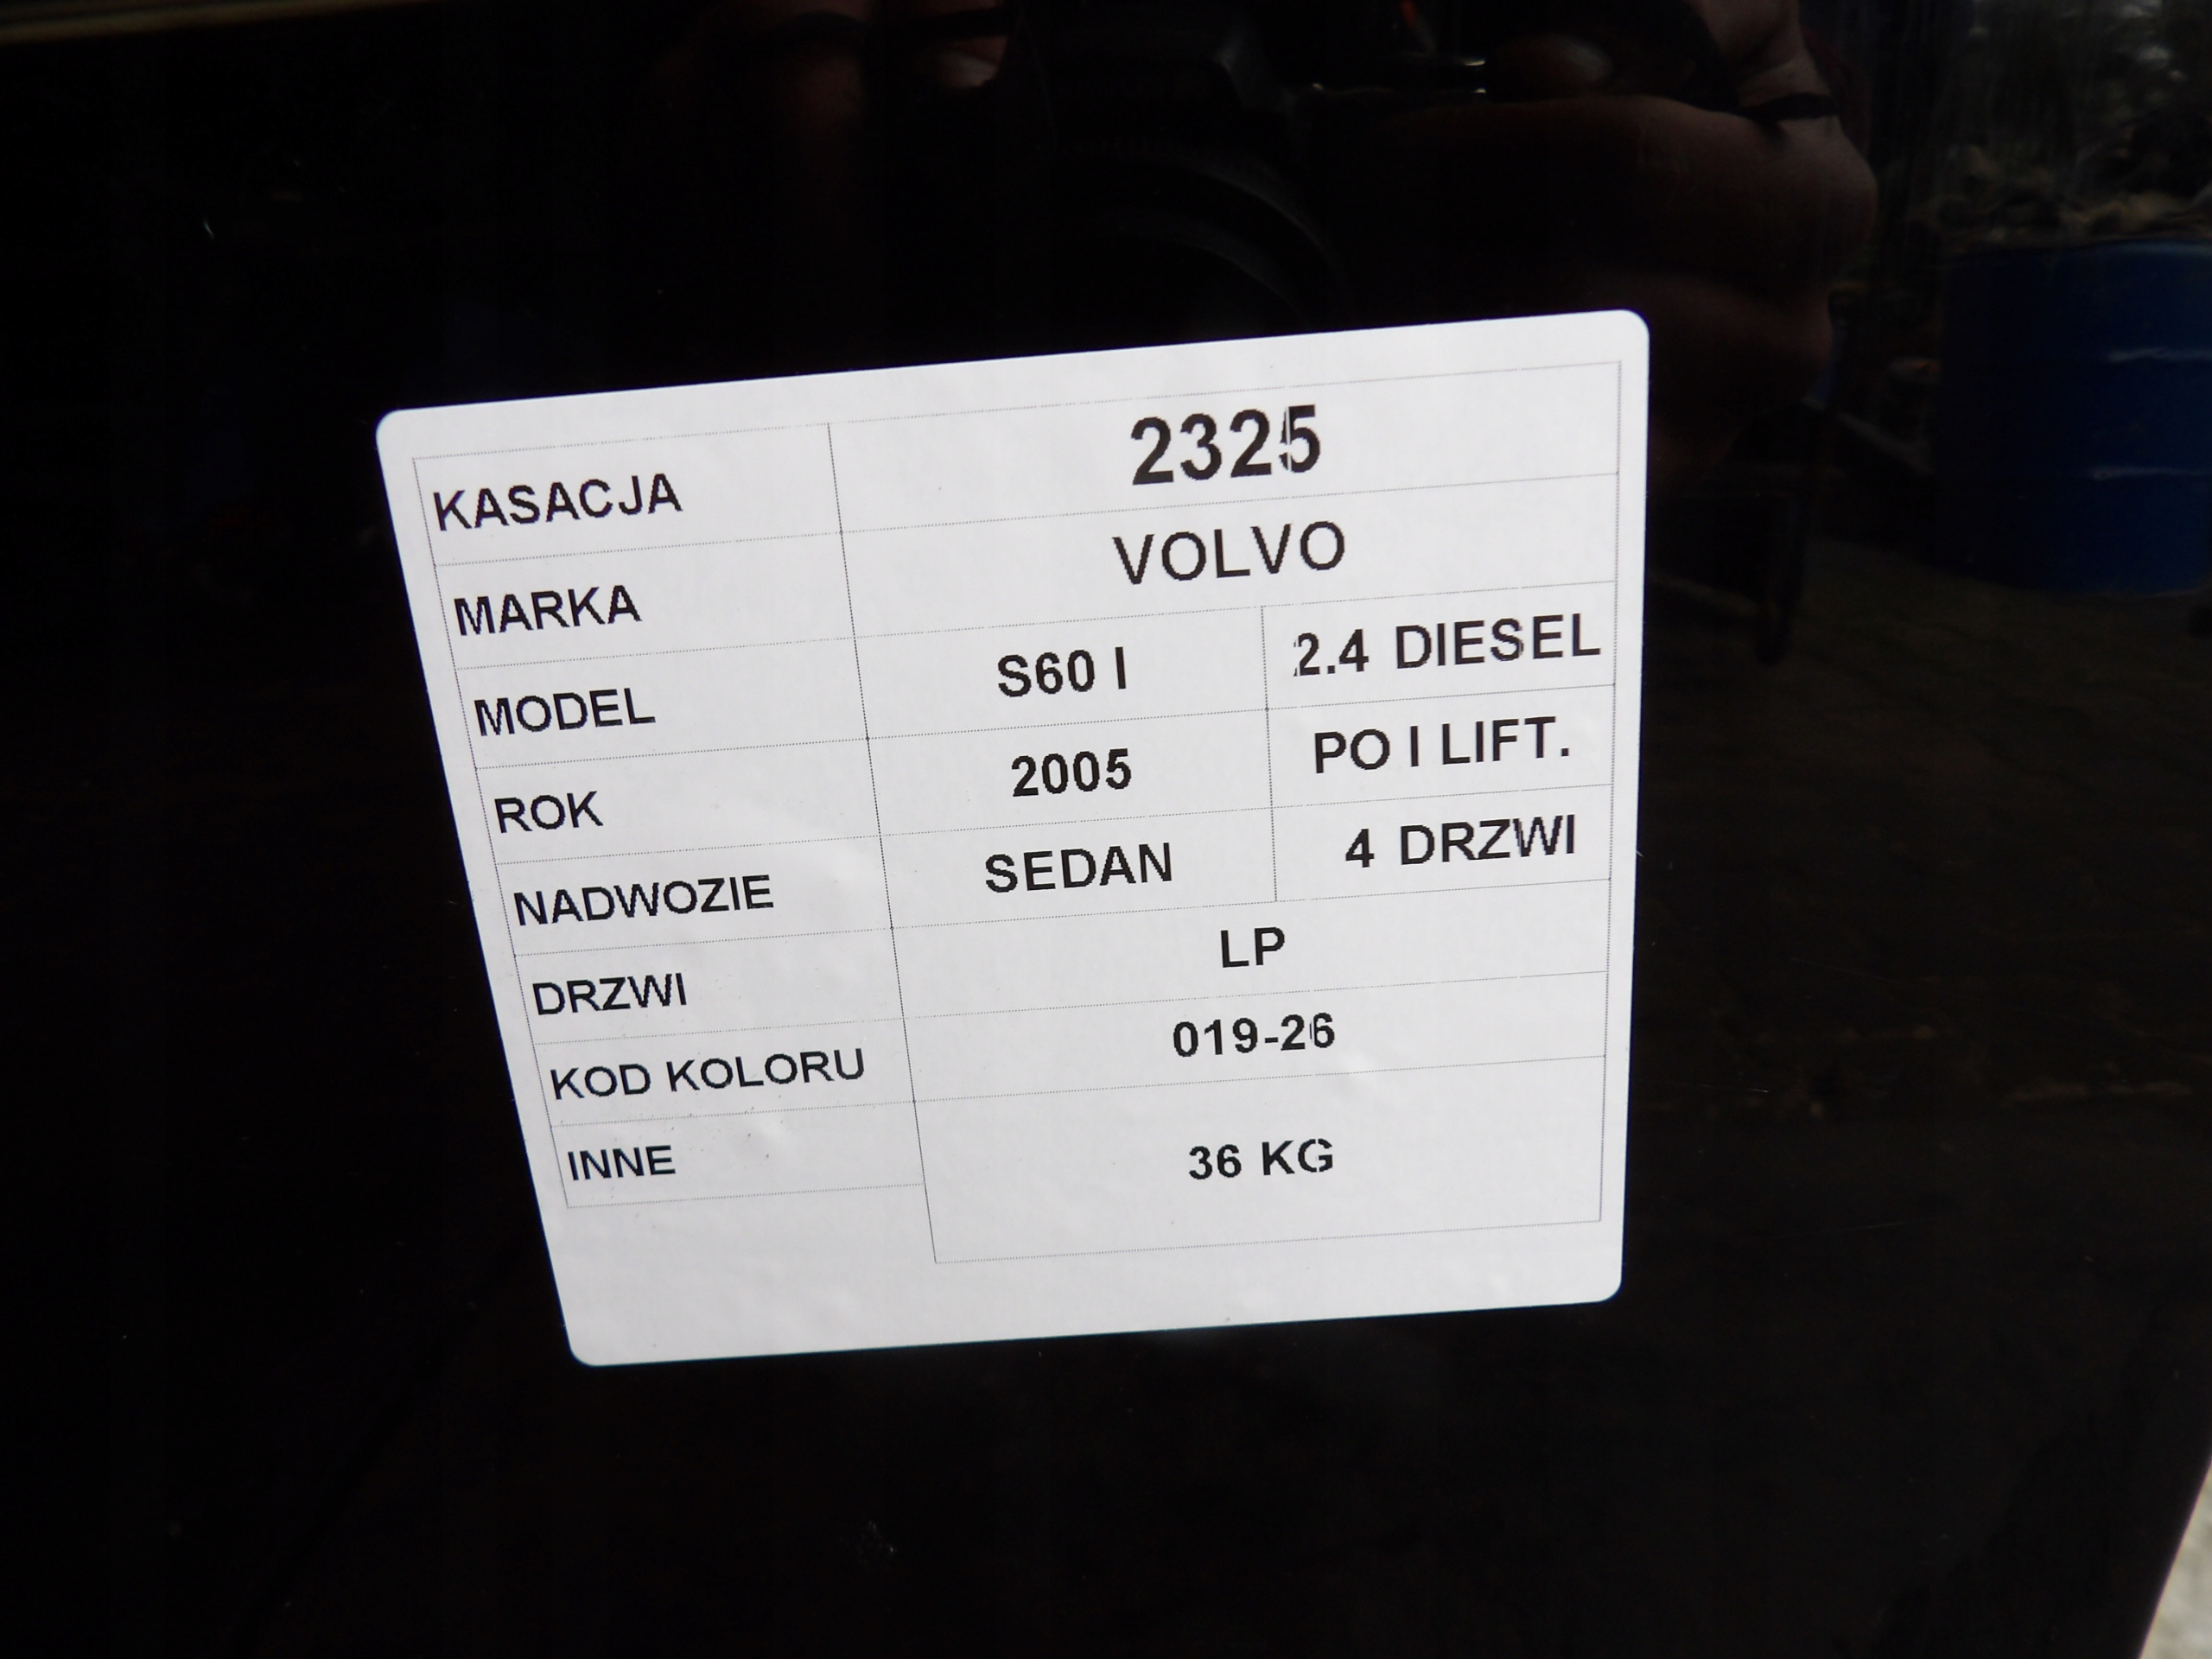 KASACJA 2325
MARKA VOLVO
MODEL S60 I 2.4 DIESEL
ROK 2005 PO I LIFT.
NADWOZIE SEDAN 4 DRZWI
DRZWI LP
KOD KOLORU 019-26
INNE 36 KG